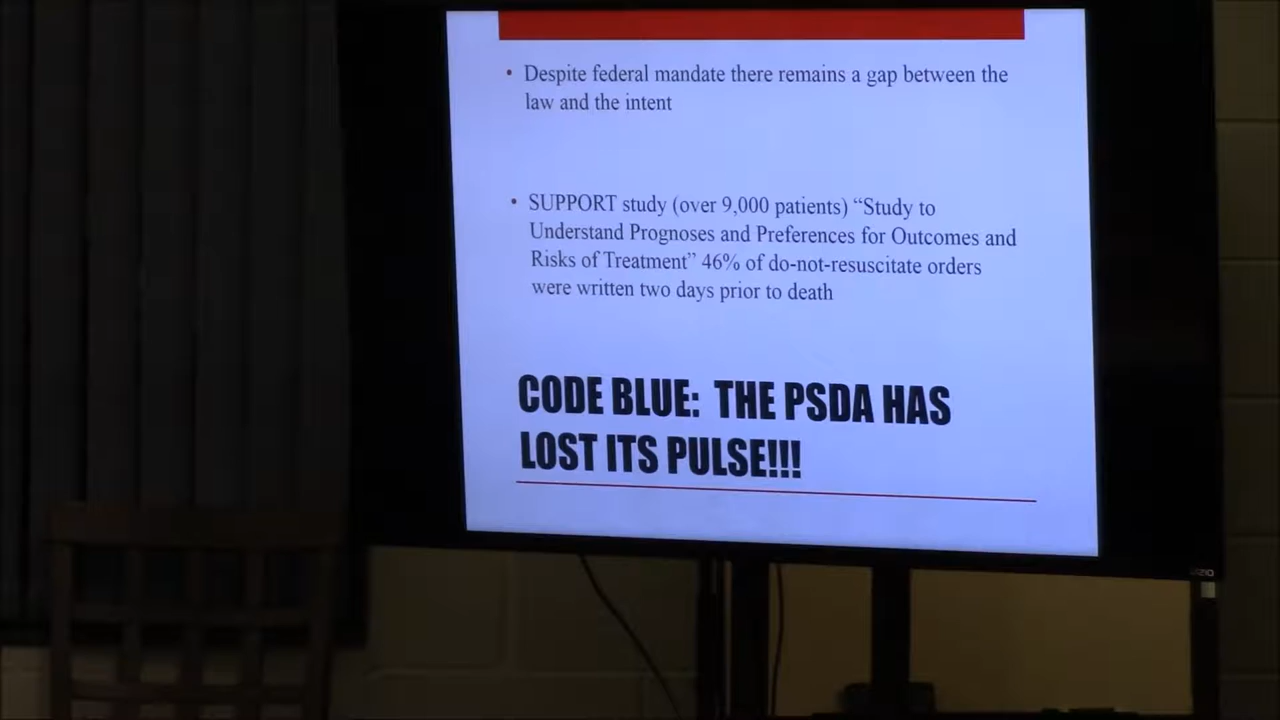 • Despite federal mandate there remains a gap between the
law and the intent
• SUPPORT study (over 9,000 patients) “Study to
Understand Prognoses and Preferences for Outcomes and
Risks of Treatment” 46% of do-not-resuscitate orders
were written two days prior to death
CODE BLUE: THE PSDA HAS
LOST ITS PULSE!!!
VIZIO